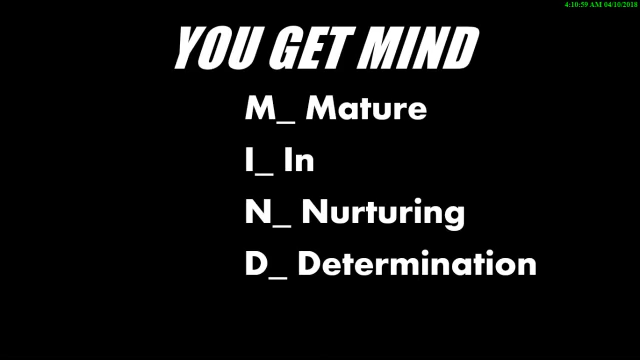 4:10:59 AM 04/10/2018
YOU GET MIND
M_ Mature
I_ In
N_ Nurturing
D_ Determination